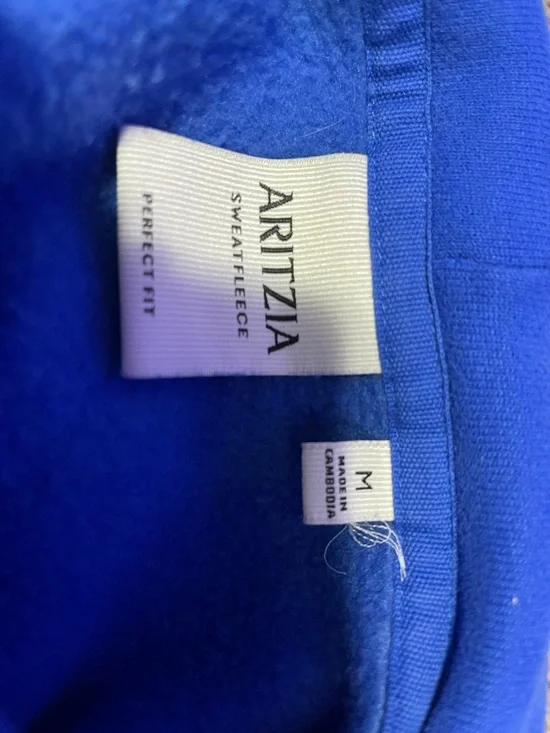 ARITZIA
SWEATFLEECE
PERFECT FIT
M
MADE IN
CAMBODIA